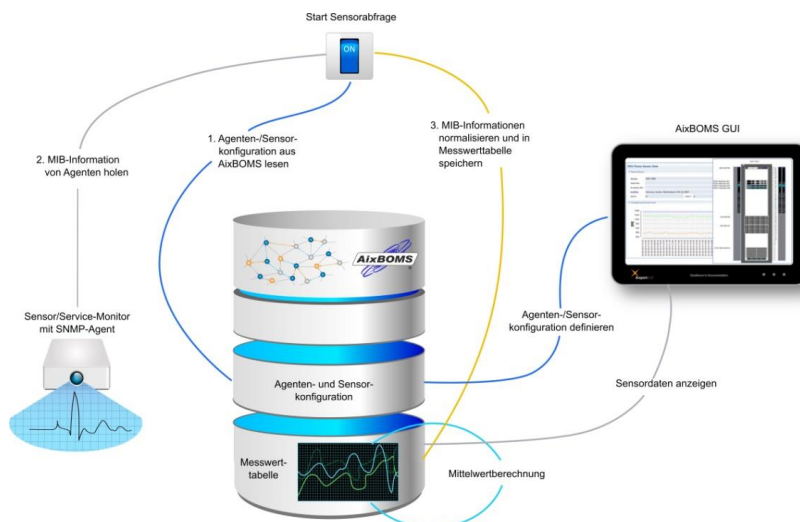 Start Sensorabfrage
ON
1. Agenten-/Sensor-
konfiguration aus
AixBOMS lesen
2. MIB-Information
von Agenten holen
3. MIB-Informationen
normalisieren und in
Messwerttabelle
speichern
AixBOMS GUI
AixBOMS
Sensor/Service-Monitor
mit SNMP-Agent
Agenten-/Sensor-
konfiguration definieren
Agenten- und Sensor-
konfiguration
Sensordaten anzeigen
Messwert-
tabelle
Mittelwertberechnung